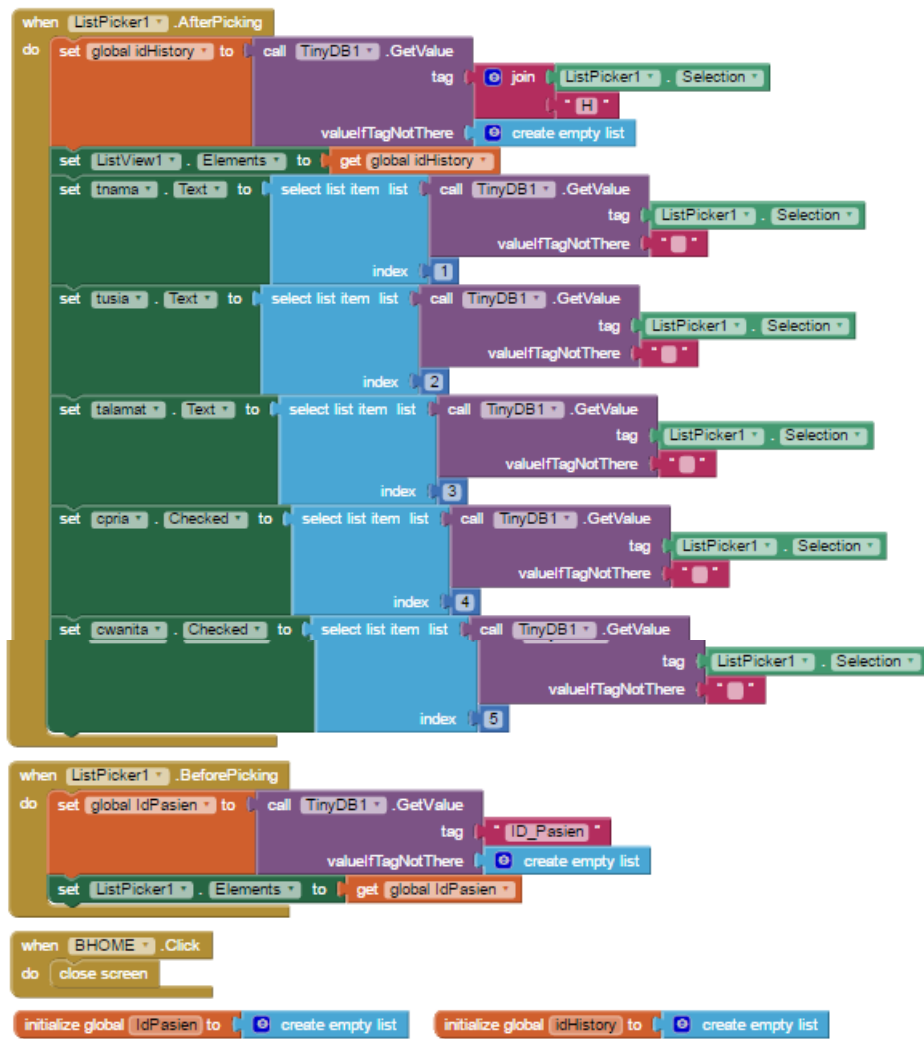 when ListPicker1 .AfterPicking
do set global idHistory to call TinyDB1 .GetValue
tag join ListPicker1 . Selection
" H "
valueIfTagNotThere create empty list
set ListView1 . Elements to get global idHistory
set tnama . Text to select list item list call TinyDB1 .GetValue
tag ListPicker1 . Selection
valueIfTagNotThere " "
index 1
set tusia . Text to select list item list call TinyDB1 .GetValue
tag ListPicker1 . Selection
valueIfTagNotThere " "
index 2
set talamat . Text to select list item list call TinyDB1 .GetValue
tag ListPicker1 . Selection
valueIfTagNotThere " "
index 3
set cpria . Checked to select list item list call TinyDB1 .GetValue
tag ListPicker1 . Selection
valueIfTagNotThere " "
index 4
set cwanita . Checked to select list item list call TinyDB1 .GetValue
tag ListPicker1 . Selection
valueIfTagNotThere " "
index 5
when ListPicker1 .BeforePicking
do set global IdPasien to call TinyDB1 .GetValue
tag " ID_Pasien "
valueIfTagNotThere create empty list
set ListPicker1 . Elements to get global IdPasien
when BHOME .Click
do close screen
initialize global IdPasien to create empty list initialize global idHistory to create empty list